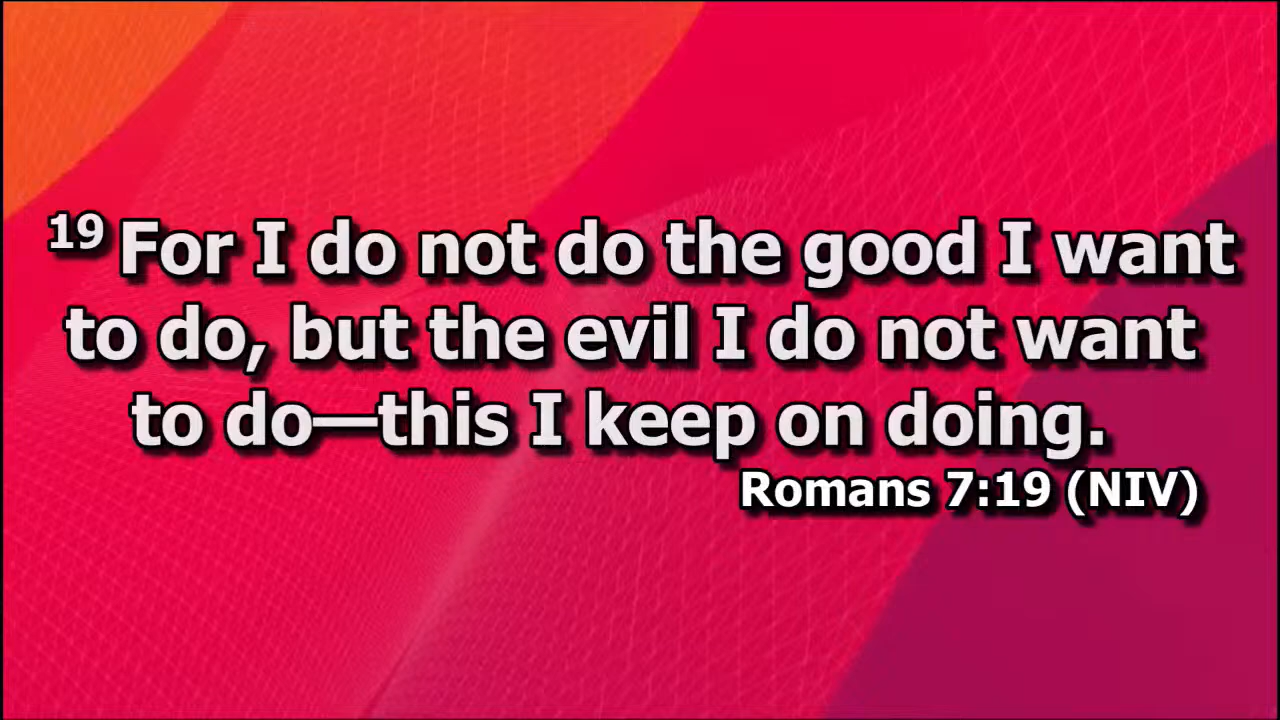 19 For I do not do the good I want
to do, but the evil I do not want
to do—this I keep on doing.
Romans 7:19 (NIV)